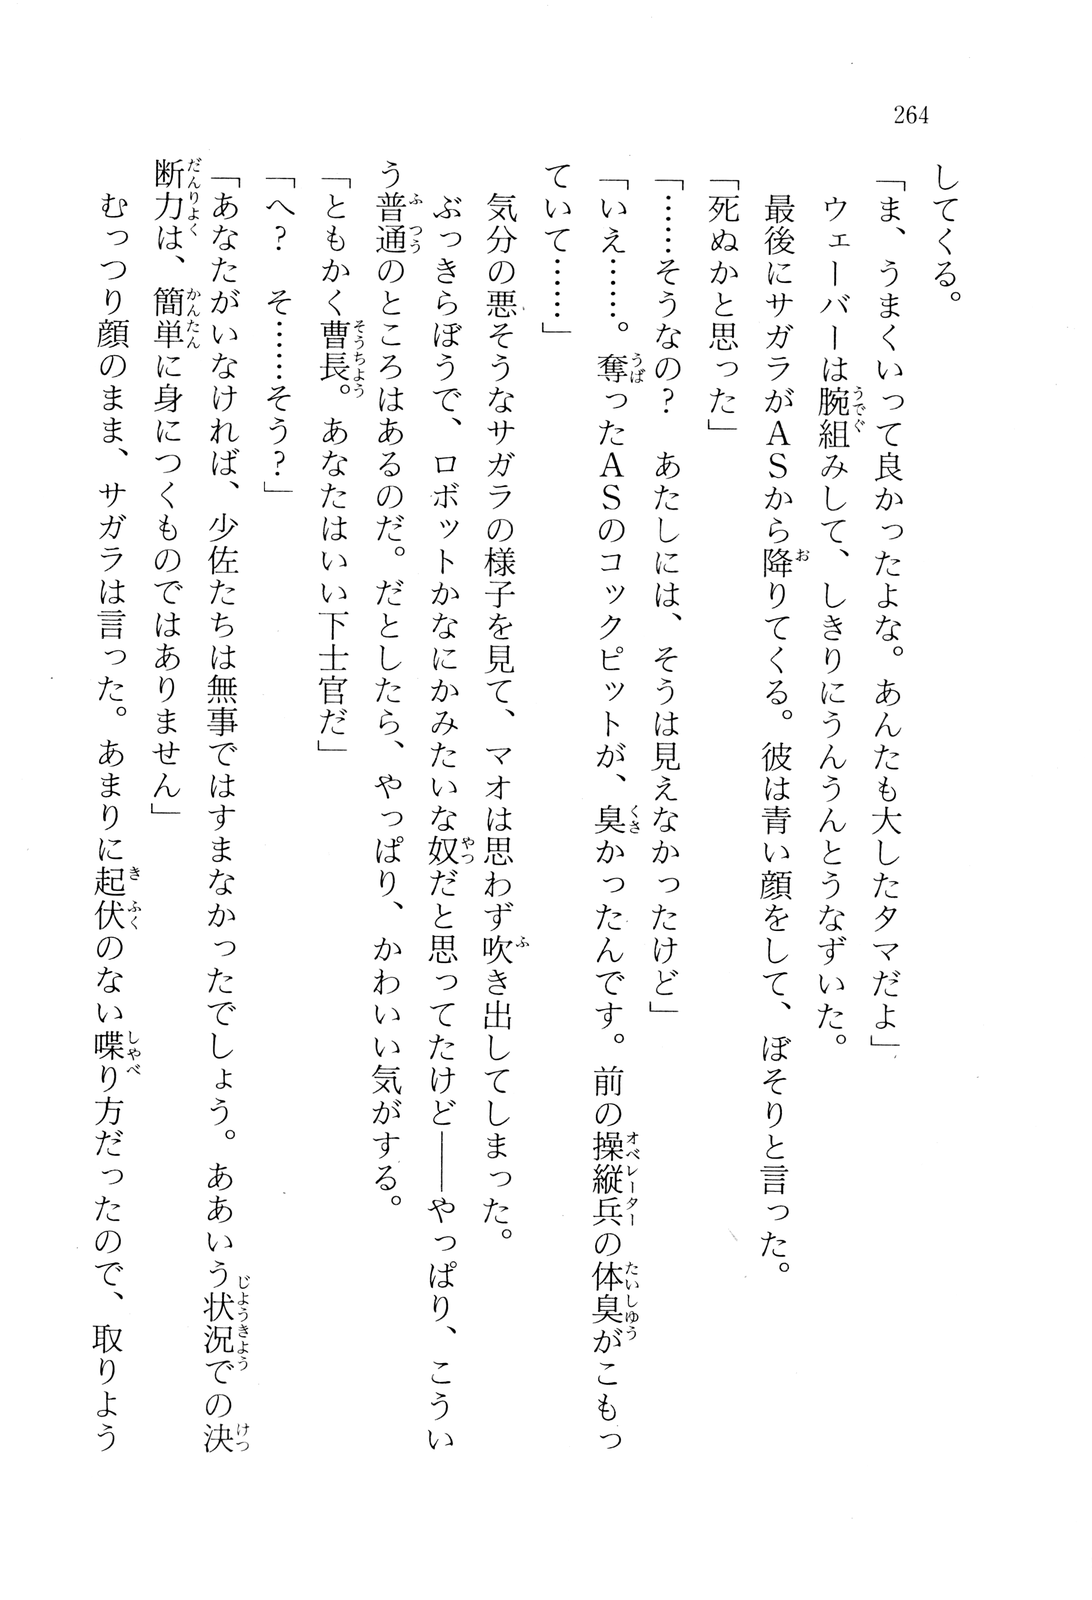 264
してくる。
「ま、うまくいって良かったよな。あんたも大したタマだよ」
ウェーバーは腕組みして、しきりにうんうんとうなずいた。
最後にサガラがＡＳから降りてくる。彼は青い顔をして、ぼそりと言った。
「死ぬかと思った」
「……そうなの？　あたしには、そうは見えなかったけど」
「いえ……。奪ったＡＳのコックピットが、臭かったんです。前の操縦兵の体臭がこもっ
ていて……」
気分の悪そうなサガラの様子を見て、マオは思わず吹き出してしまった。
ぶっきらぼうで、ロボットかなにかみたいな奴だと思ってたけど――やっぱり、こうい
う普通のところはあるのだ。だとしたら、やっぱり、かわいい気がする。
「ともかく曹長。あなたはいい下士官だ」
「へ？　そ……そう？」
「あなたがいなければ、少佐たちは無事ではすまなかったでしょう。ああいう状況での決
断力は、簡単に身につくものではありません」
むっつり顔のまま、サガラは言った。あまりに起伏のない喋り方だったので、取りよう